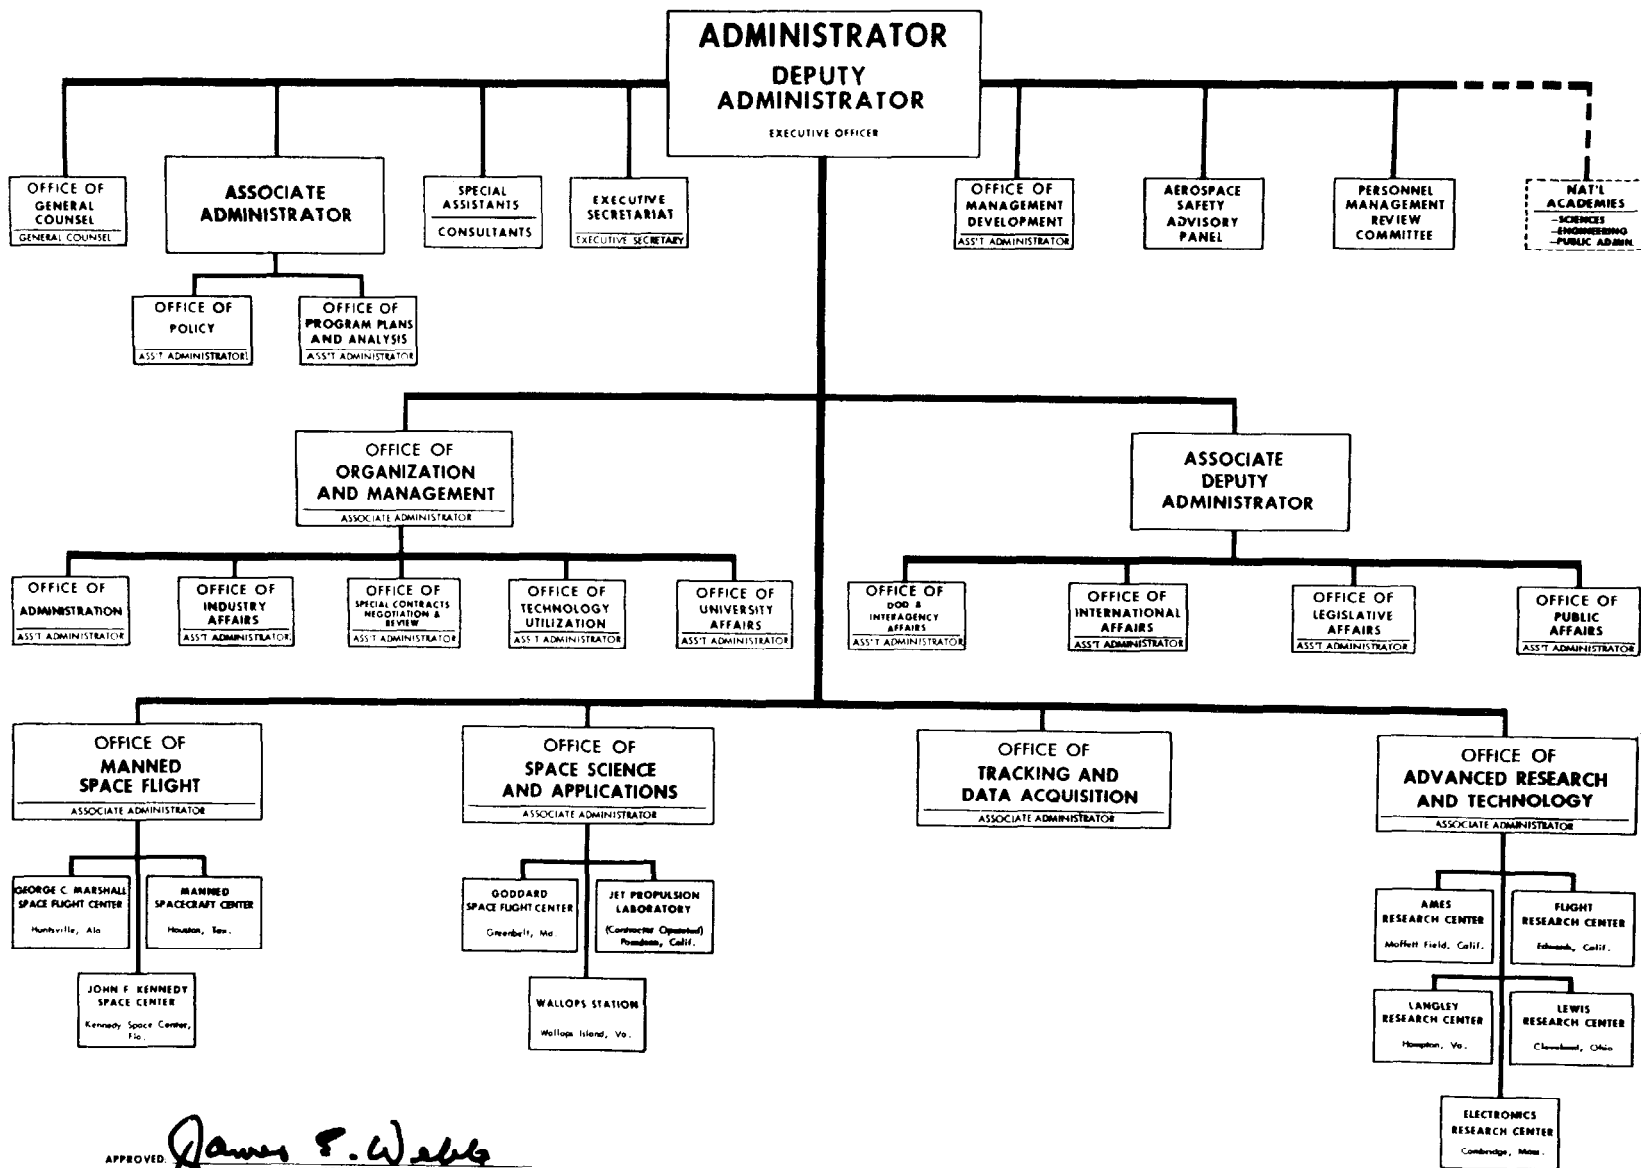 ADMINISTRATOR
DEPUTY
ADMINISTRATOR
EXECUTIVE OFFICER
OFFICE OF
GENERAL
COUNSEL
GENERAL COUNSEL
ASSOCIATE
ADMINISTRATOR
SPECIAL
ASSISTANTS
CONSULTANTS
EXECUTIVE
SECRETARIAT
EXECUTIVE SECRETARY
OFFICE OF
MANAGEMENT
DEVELOPMENT
ASS'T ADMINISTRATOR
AEROSPACE
SAFETY
ADVISORY
PANEL
PERSONNEL
MANAGEMENT
REVIEW
COMMITTEE
NAT'L
ACADEMIES
—SCIENCES
—ENGINEERING
—PUBLIC ADMIN.
OFFICE OF
POLICY
ASS'T ADMINISTRATOR
OFFICE OF
PROGRAM PLANS
AND ANALYSIS
ASS'T ADMINISTRATOR
OFFICE OF
ORGANIZATION
AND MANAGEMENT
ASSOCIATE ADMINISTRATOR
ASSOCIATE
DEPUTY
ADMINISTRATOR
OFFICE OF
ADMINISTRATION
ASS'T ADMINISTRATOR
OFFICE OF
INDUSTRY
AFFAIRS
ASS'T ADMINISTRATOR
OFFICE OF
SPECIAL CONTRACTS
NEGOTIATION &
REVIEW
ASS'T ADMINISTRATOR
OFFICE OF
TECHNOLOGY
UTILIZATION
ASS'T ADMINISTRATOR
OFFICE OF
UNIVERSITY
AFFAIRS
ASS'T ADMINISTRATOR
OFFICE OF
DOD &
INTERAGENCY
AFFAIRS
ASS'T ADMINISTRATOR
OFFICE OF
INTERNATIONAL
AFFAIRS
ASS'T ADMINISTRATOR
OFFICE OF
LEGISLATIVE
AFFAIRS
ASS'T ADMINISTRATOR
OFFICE OF
PUBLIC
AFFAIRS
ASS'T ADMINISTRATOR
OFFICE OF
MANNED
SPACE FLIGHT
ASSOCIATE ADMINISTRATOR
OFFICE OF
SPACE SCIENCE
AND APPLICATIONS
ASSOCIATE ADMINISTRATOR
OFFICE OF
TRACKING AND
DATA ACQUISITION
ASSOCIATE ADMINISTRATOR
OFFICE OF
ADVANCED RESEARCH
AND TECHNOLOGY
ASSOCIATE ADMINISTRATOR
GEORGE C. MARSHALL
SPACE FLIGHT CENTER
Huntsville, Ala
MANNED
SPACECRAFT CENTER
Houston, Tex.
JOHN F KENNEDY
SPACE CENTER
Kennedy Space Center,
Fla.
GODDARD
SPACE FLIGHT CENTER
Greenbelt, Md.
JET PROPULSION
LABORATORY
(Contractor Operated)
Pasadena, Calif.
WALLOPS STATION
Wallops Island, Va.
AMES
RESEARCH CENTER
Moffett Field, Calif.
FLIGHT
RESEARCH CENTER
Edwards, Calif.
LANGLEY
RESEARCH CENTER
Hampton, Va.
LEWIS
RESEARCH CENTER
Cleveland, Ohio
ELECTRONICS
RESEARCH CENTER
Cambridge, Mass.
APPROVED: James E. Webb